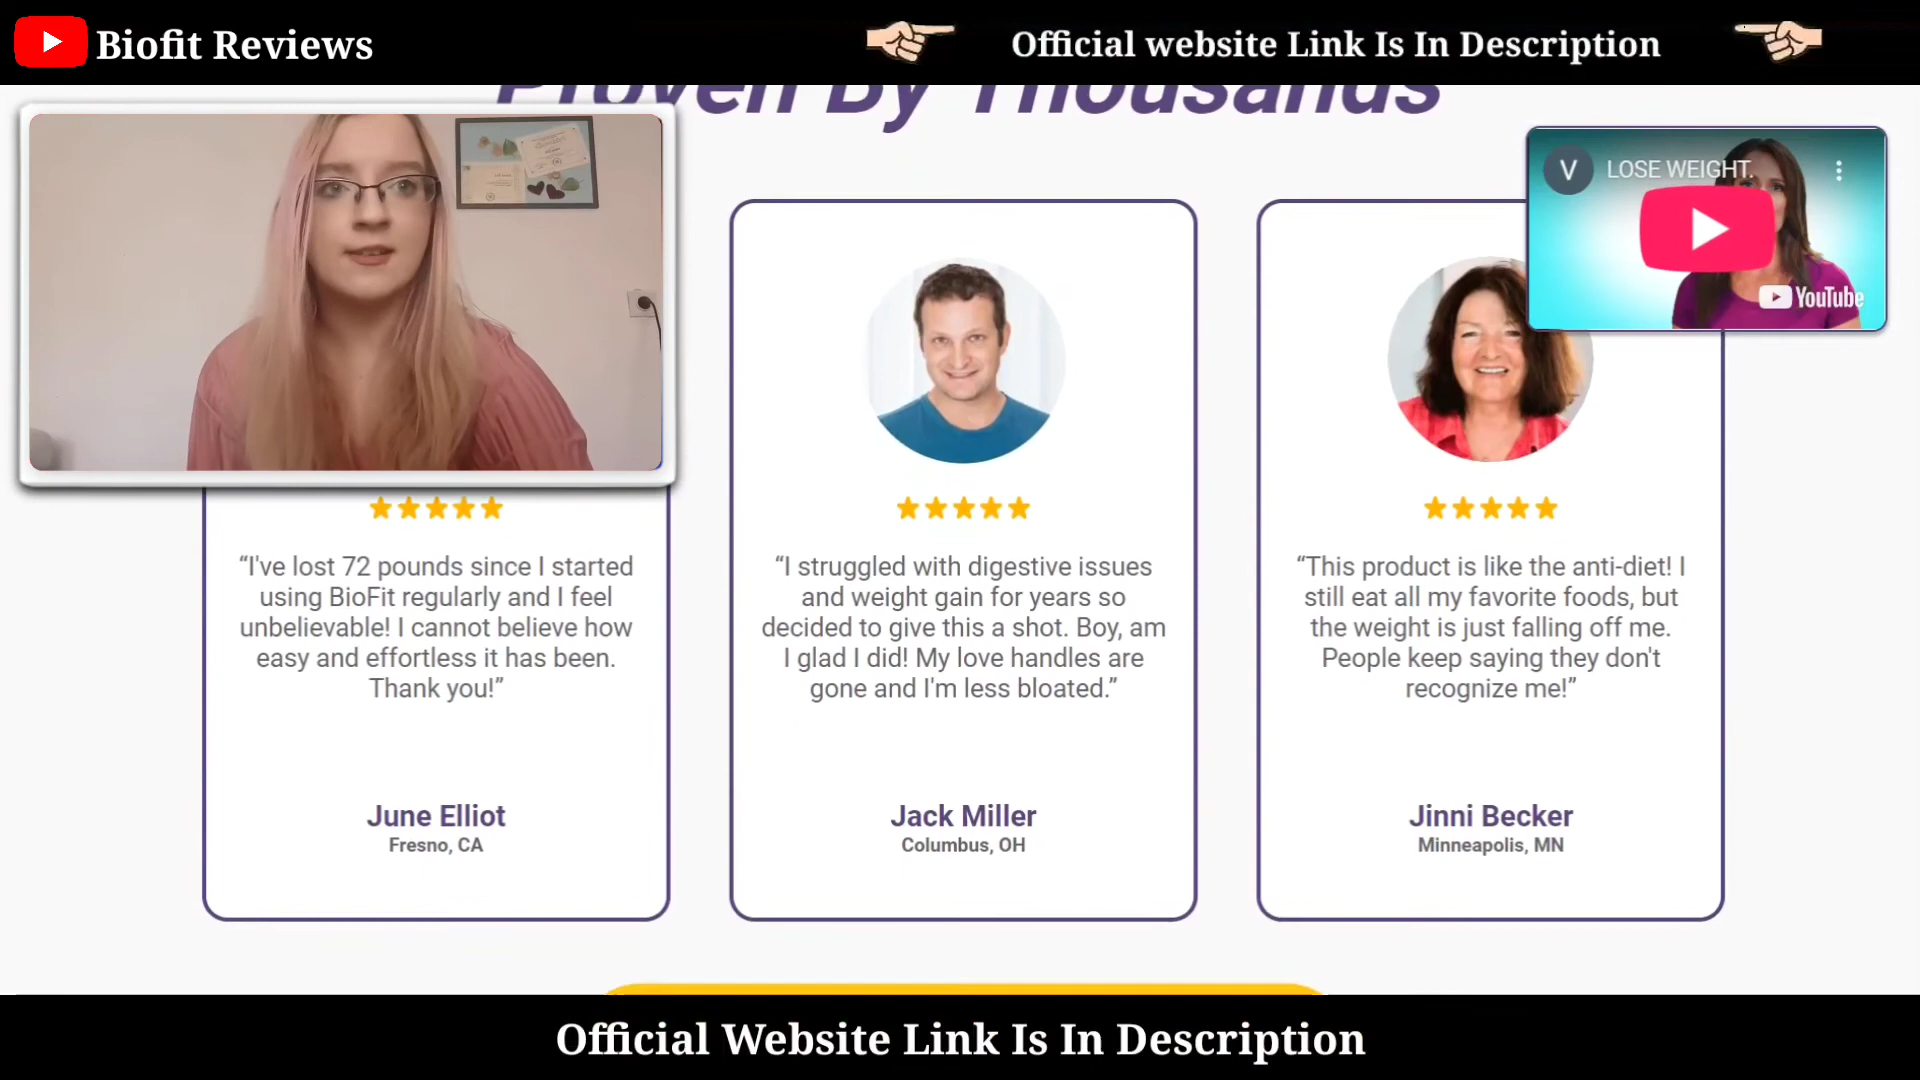 Biofit Reviews
Official website Link Is In Description
Proven By Thousands
V LOSE WEIGHT.
YouTube
“I've lost 72 pounds since I started
using BioFit regularly and I feel
unbelievable! I cannot believe how
easy and effortless it has been.
Thank you!”
June Elliot
Fresno, CA
“I struggled with digestive issues
and weight gain for years so
decided to give this a shot. Boy, am
I glad I did! My love handles are
gone and I'm less bloated.”
Jack Miller
Columbus, OH
“This product is like the anti-diet! I
still eat all my favorite foods, but
the weight is just falling off me.
People keep saying they don't
recognize me!”
Jinni Becker
Minneapolis, MN
Official Website Link Is In Description